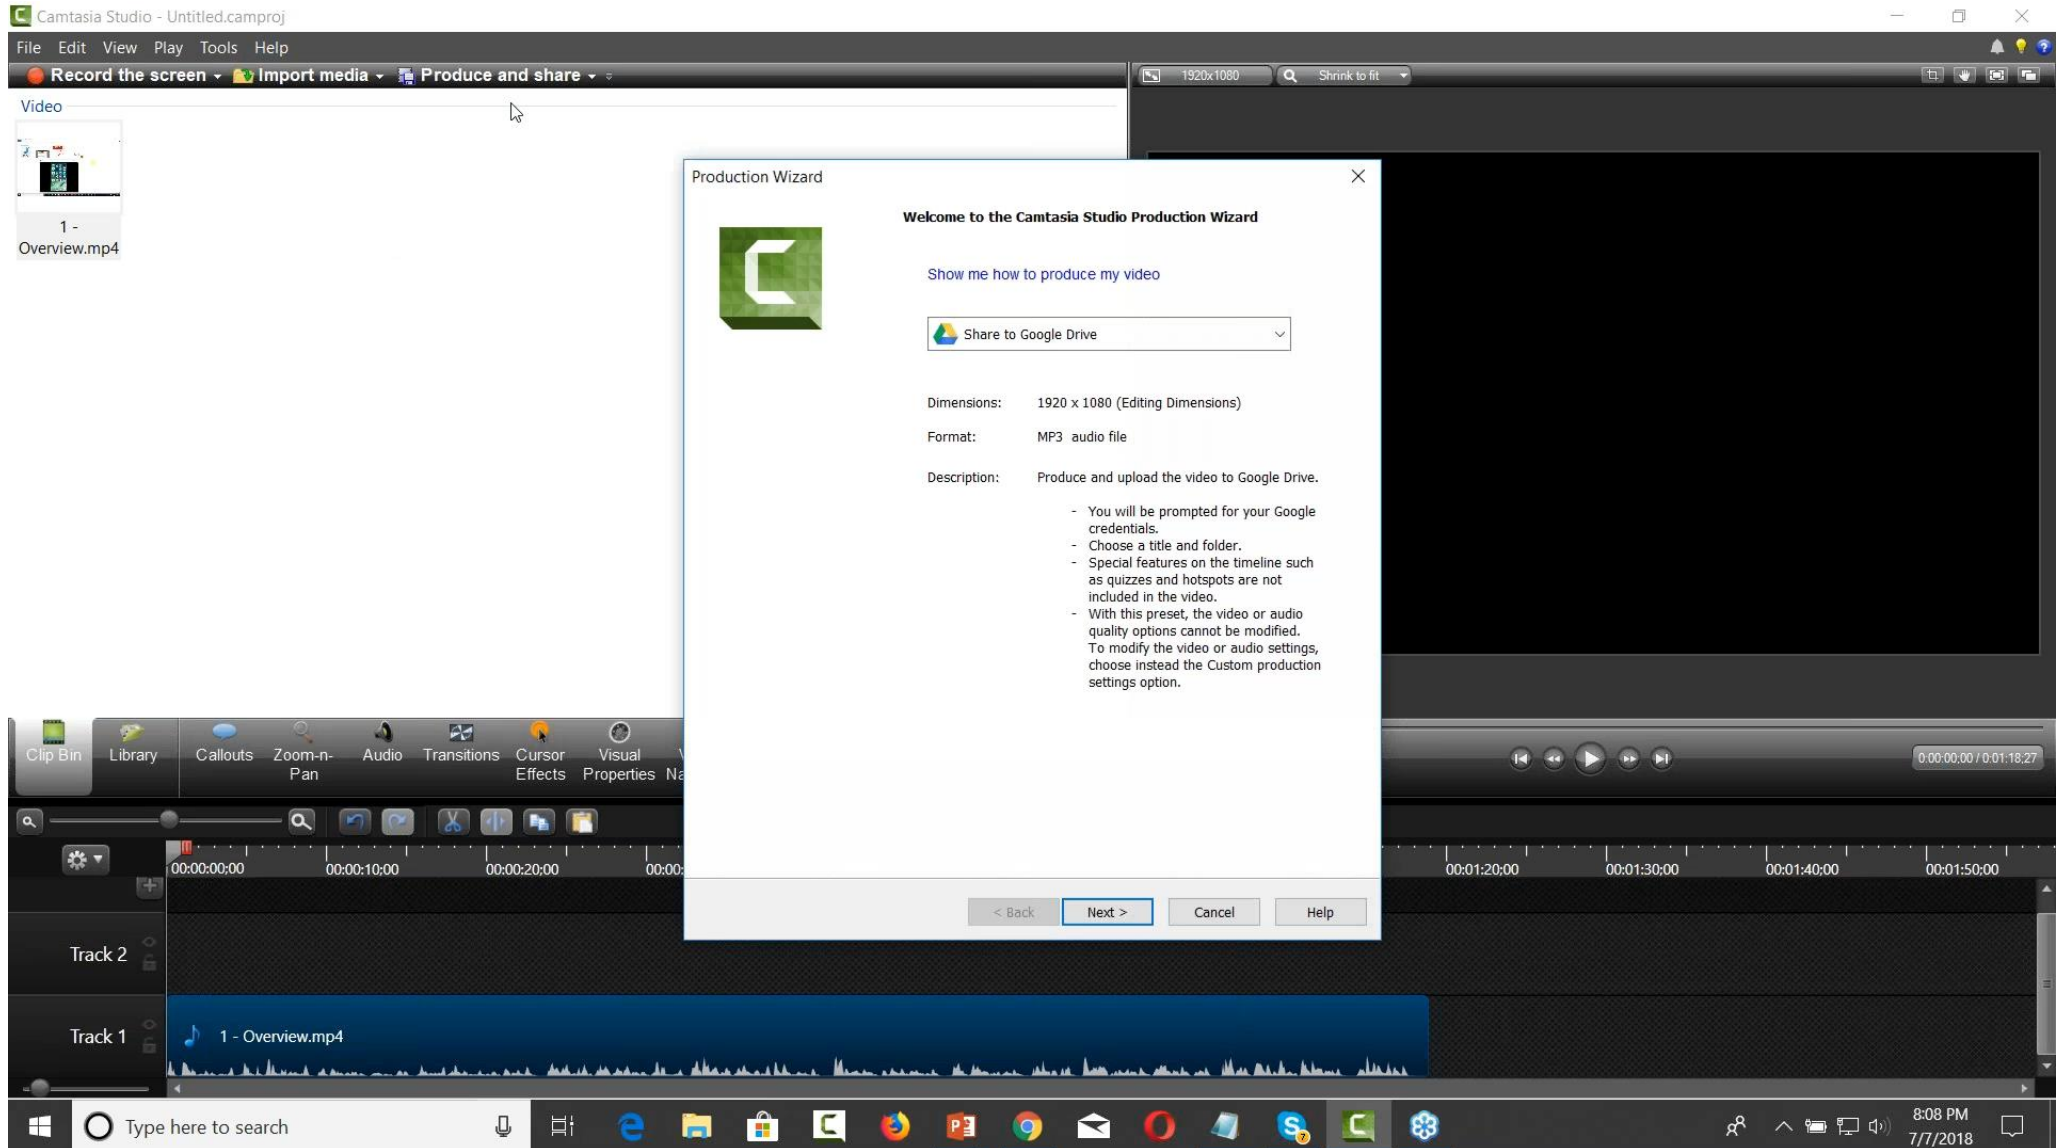 Camtasia Studio - Untitled.camproj
File Edit View Play Tools Help
Record the screen Import media Produce and share
1920x1080 Shrink to fit
Video
1 -
Overview.mp4
Production Wizard
Welcome to the Camtasia Studio Production Wizard
Show me how to produce my video
Share to Google Drive
Dimensions: 1920 x 1080 (Editing Dimensions)
Format: MP3 audio file
Description: Produce and upload the video to Google Drive.
- You will be prompted for your Google
credentials.
- Choose a title and folder.
- Special features on the timeline such
as quizzes and hotspots are not
included in the video.
- With this preset, the video or audio
quality options cannot be modified.
To modify the video or audio settings,
choose instead the Custom production
settings option.
< Back Next > Cancel Help
Clip Bin Library Callouts Zoom-n-
Pan Audio Transitions Cursor
Effects Visual
Properties
0:00:00;00 / 0:01:18;27
00:00:00;00 00:00:10;00 00:00:20;00 00:00: 00:01:20;00 00:01:30;00 00:01:40;00 00:01:50;00
Track 2
Track 1
1 - Overview.mp4
Type here to search
8:08 PM
7/7/2018